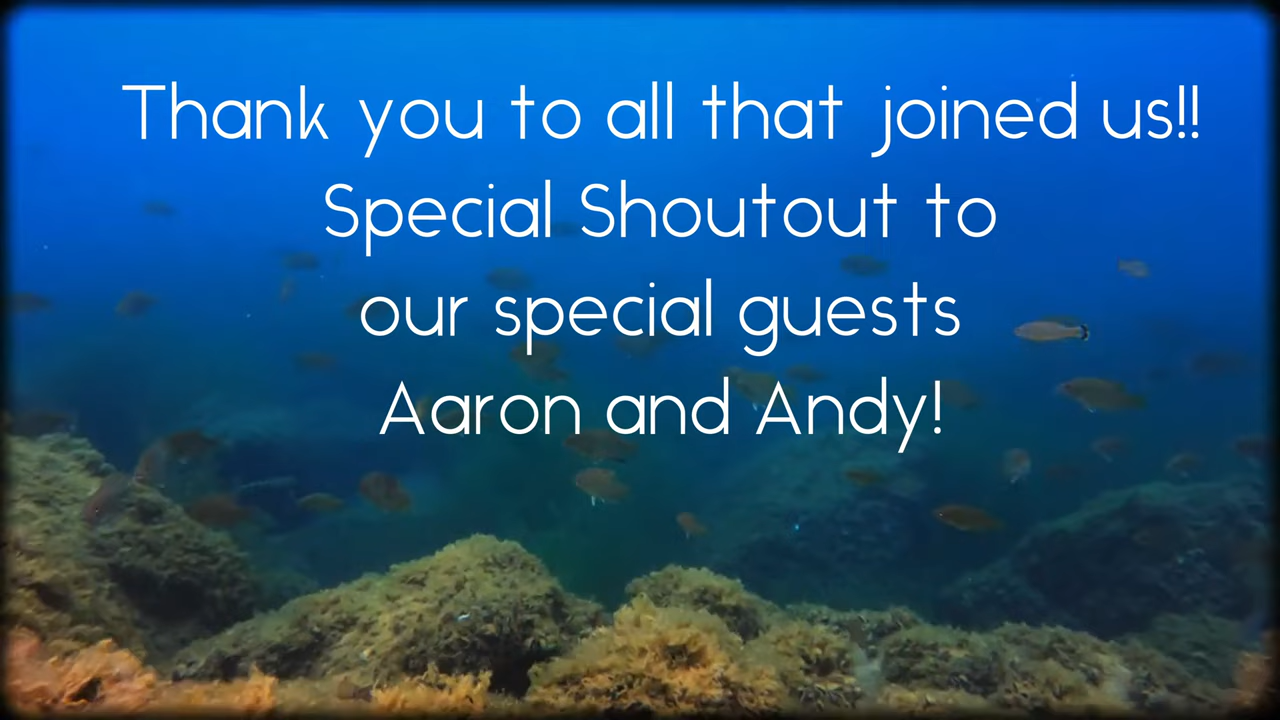 Thank you to all that joined us!!
Special Shoutout to
our special guests
Aaron and Andy!